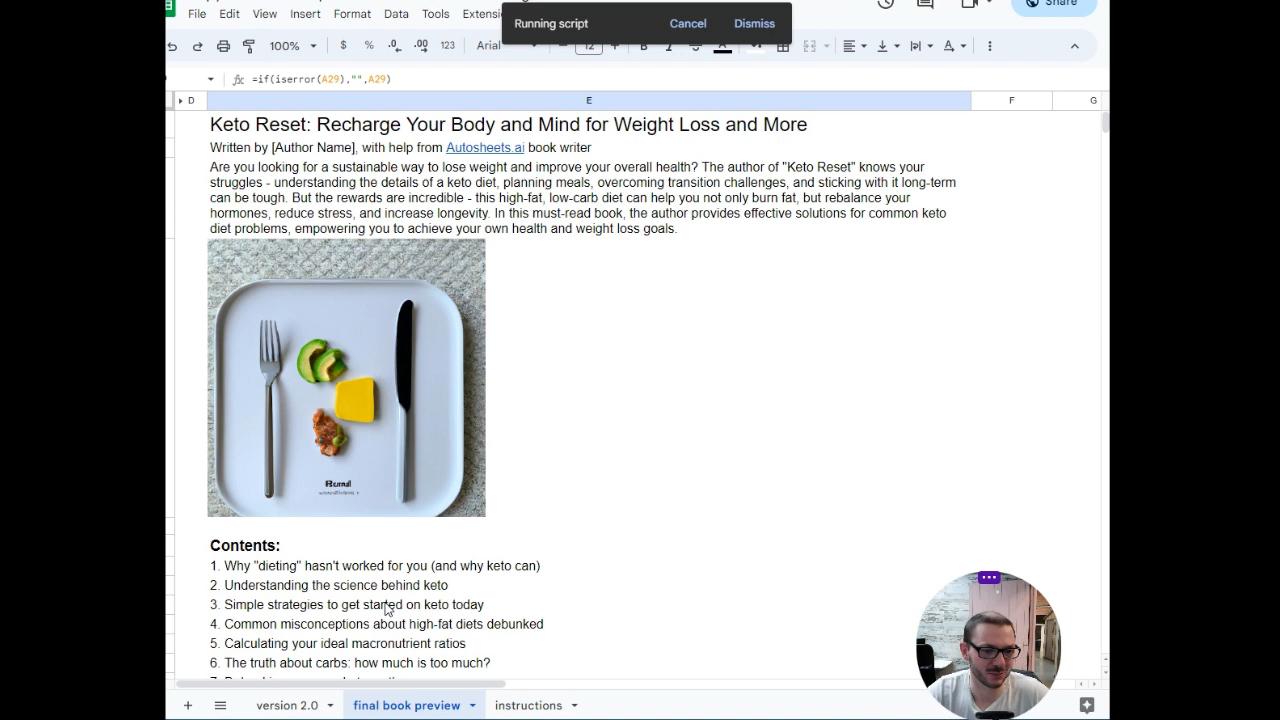 File Edit View Insert Format Data Tools
Running script Cancel Dismiss
Share
100% $ % .0 .00 123 Arial 12 B I S A
fx =if(iserror(A29),"",A29)
D E F G
Keto Reset: Recharge Your Body and Mind for Weight Loss and More
Written by [Author Name], with help from Autosheets.ai book writer
Are you looking for a sustainable way to lose weight and improve your overall health? The author of "Keto Reset" knows your
struggles - understanding the details of a keto diet, planning meals, overcoming transition challenges, and sticking with it long-term
can be tough. But the rewards are incredible - this high-fat, low-carb diet can help you not only burn fat, but rebalance your
hormones, reduce stress, and increase longevity. In this must-read book, the author provides effective solutions for common keto
diet problems, empowering you to achieve your own health and weight loss goals.
Contents:
1. Why "dieting" hasn't worked for you (and why keto can)
2. Understanding the science behind keto
3. Simple strategies to get started on keto today
4. Common misconceptions about high-fat diets debunked
5. Calculating your ideal macronutrient ratios
6. The truth about carbs: how much is too much?
version 2.0 final book preview instructions